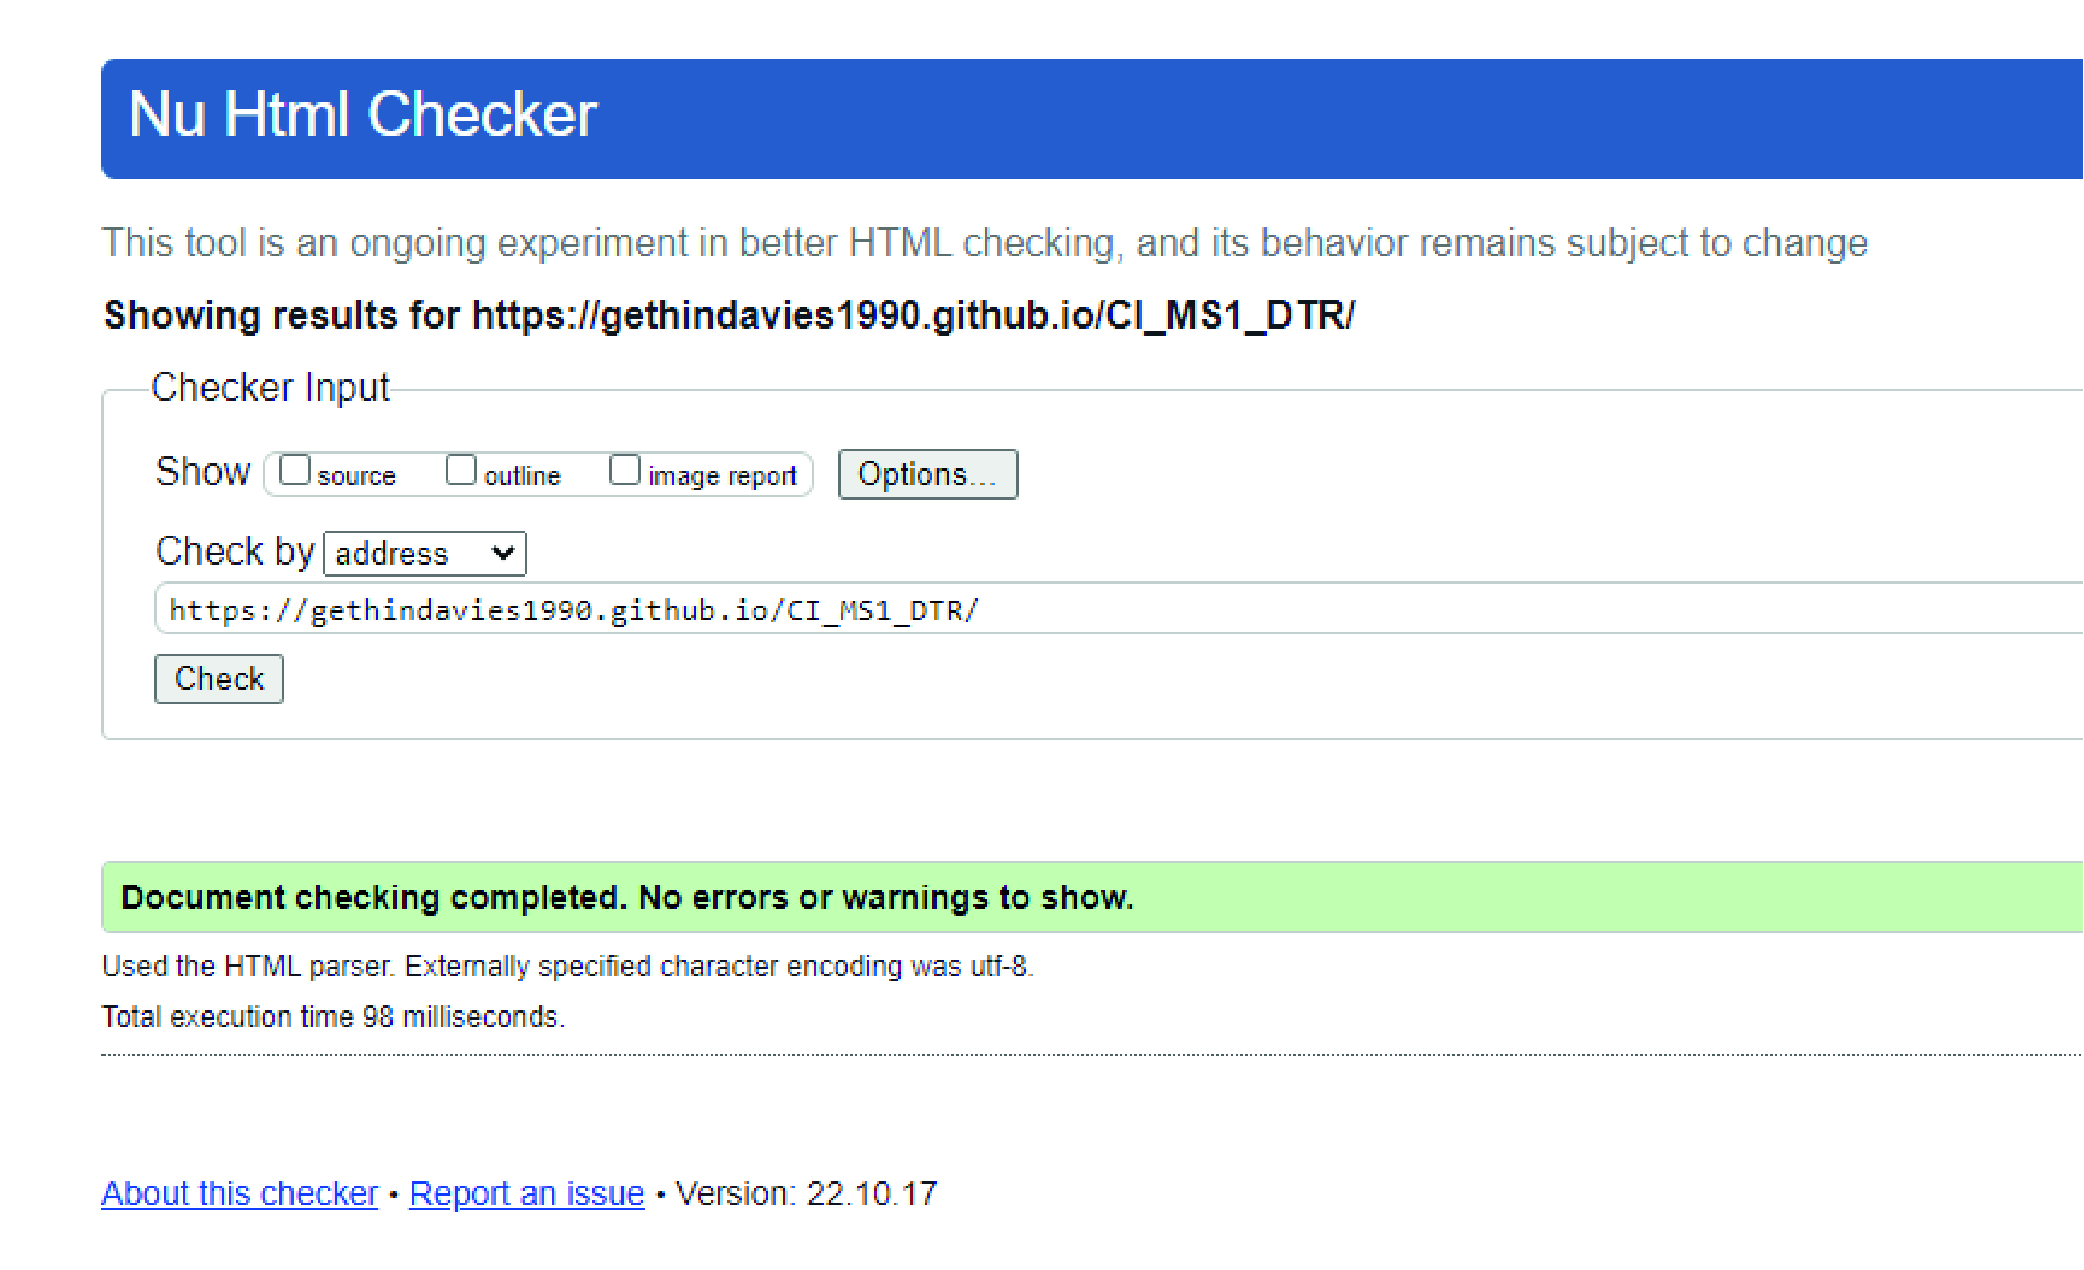 Nu Html Checker
This tool is an ongoing experiment in better HTML checking, and its behavior remains subject to change
Showing results for https://gethindavies1990.github.io/CI_MS1_DTR/
Checker Input
Show source outline image report Options...
Check by address
https://gethindavies1990.github.io/CI_MS1_DTR/
Check
Document checking completed. No errors or warnings to show.
Used the HTML parser. Externally specified character encoding was utf-8.
Total execution time 98 milliseconds.
About this checker • Report an issue • Version: 22.10.17